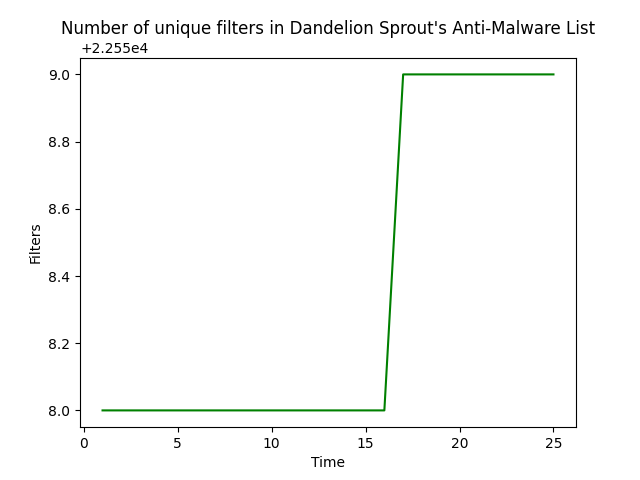 Number of unique filters in Dandelion Sprout's Anti-Malware List
+2.255e4
9.0
8.8
8.6
8.4
8.2
8.0
Filters
0 5 10 15 20 25
Time